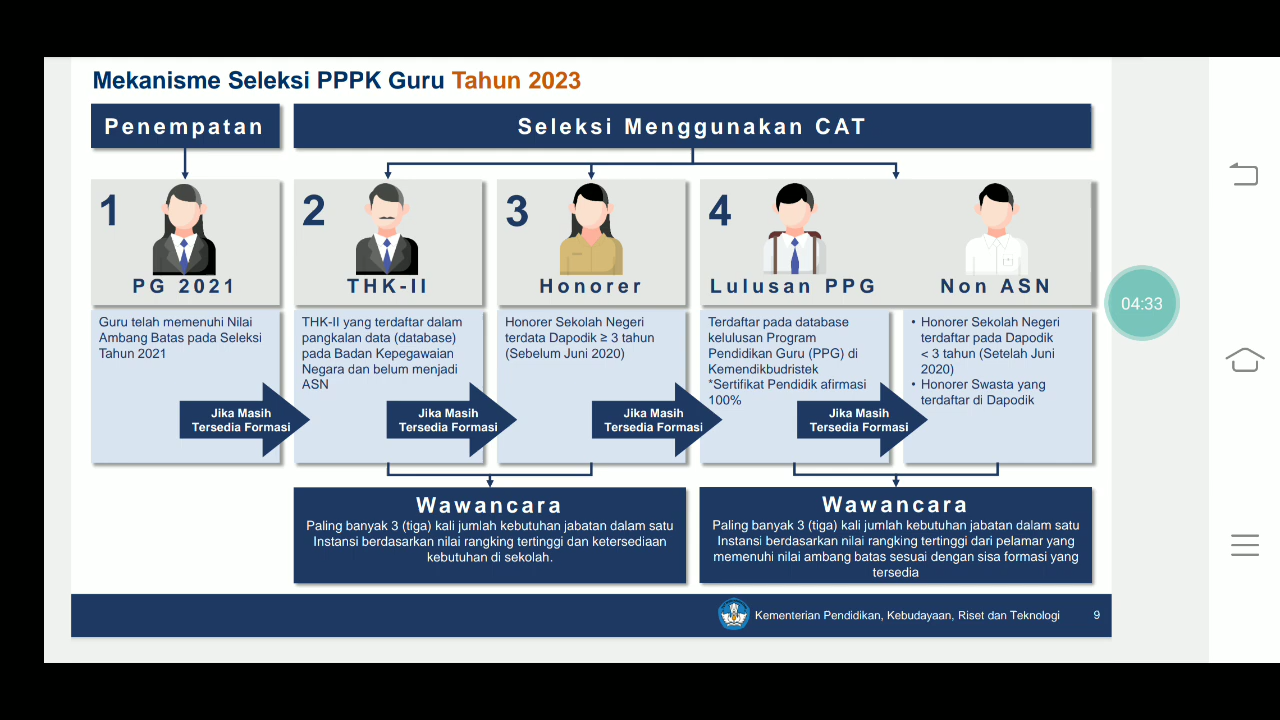 Mekanisme Seleksi PPPK Guru Tahun 2023
Penempatan
Seleksi Menggunakan CAT
1
PG 2021
2
THK-II
3
Honorer
4
Lulusan PPG
Non ASN
Guru telah memenuhi Nilai
Ambang Batas pada Seleksi
Tahun 2021
Jika Masih
Tersedia Formasi
THK-II yang terdaftar dalam
pangkalan data (database)
pada Badan Kepegawaian
Negara dan belum menjadi
ASN
Jika Masih
Tersedia Formasi
Honorer Sekolah Negeri
terdata Dapodik ≥ 3 tahun
(Sebelum Juni 2020)
Jika Masih
Tersedia Formasi
Terdaftar pada database
kelulusan Program
Pendidikan Guru (PPG) di
Kemendikbudristek
*Sertifikat Pendidik afirmasi
100%
Jika Masih
Tersedia Formasi
• Honorer Sekolah Negeri
terdaftar pada Dapodik
< 3 tahun (Setelah Juni
2020)
• Honorer Swasta yang
terdaftar di Dapodik
Wawancara
Paling banyak 3 (tiga) kali jumlah kebutuhan jabatan dalam satu
Instansi berdasarkan nilai rangking tertinggi dan ketersediaan
kebutuhan di sekolah.
Wawancara
Paling banyak 3 (tiga) kali jumlah kebutuhan jabatan dalam satu
Instansi berdasarkan nilai rangking tertinggi dari pelamar yang
memenuhi nilai ambang batas sesuai dengan sisa formasi yang
tersedia
Kementerian Pendidikan, Kebudayaan, Riset dan Teknologi
9
04:33